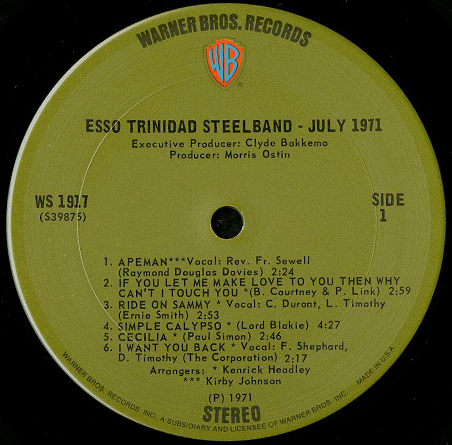 WARNER BROS. RECORDS
WB
®
ESSO TRINIDAD STEELBAND - JULY 1971
Executive Producer: Clyde Bakkemo
Producer: Morris Ostin
WS 1917
(S39875)
SIDE
1
1. APEMAN***Vocal: Rev. Fr. Sewell
(Raymond Douglas Davies) 2:24
2. IF YOU LET ME MAKE LOVE TO YOU THEN WHY
CAN'T I TOUCH YOU *(B. Courtney & P. Link) 2:59
3. RIDE ON SAMMY * Vocal: C. Durant, L. Timothy
(Ernie Smith) 2:53
4. SIMPLE CALYPSO * (Lord Blakie) 4:27
5. CECILIA * (Paul Simon) 2:46
6. I WANT YOU BACK * Vocal: F. Shephard,
D. Timothy (The Corporation) 2:17
Arrangers: * Kenrick Headley
*** Kirby Johnson
(P) 1971
STEREO
WARNER BROS. RECORDS, INC., A SUBSIDIARY AND LICENSEE OF WARNER BROS. INC. MADE IN U.S.A.